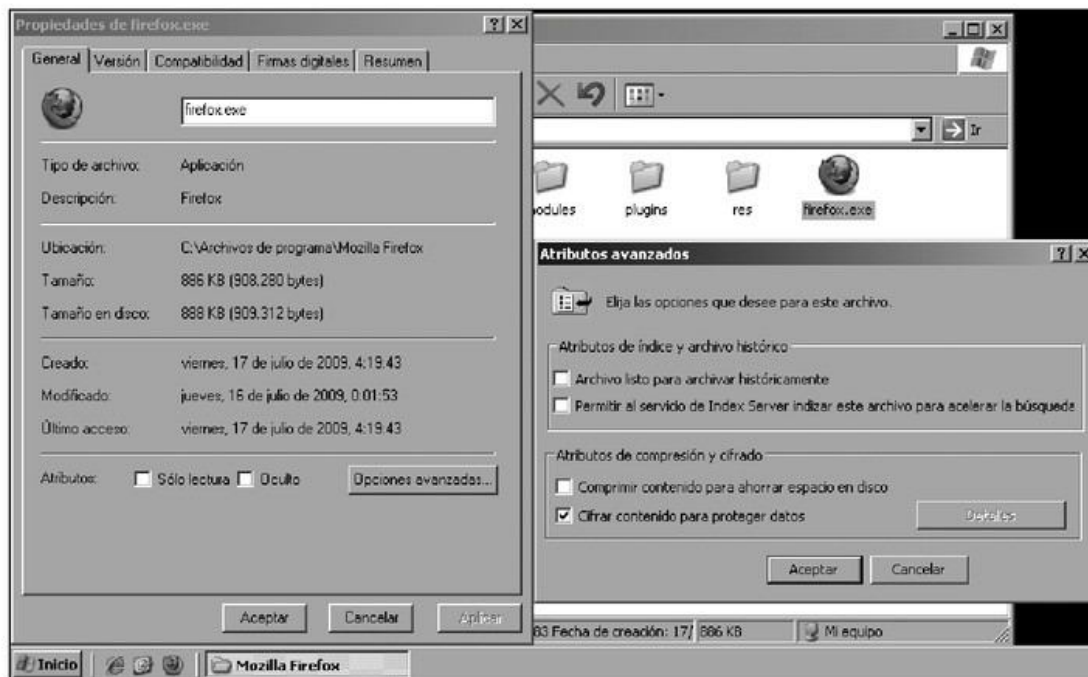 Propiedades de firefox.exe
General Versión Compatibilidad Firmas digitales Resumen
firefox.exe
Tipo de archivo: Aplicación
Descripción: Firefox
Ubicación: C:\Archivos de programa\Mozilla Firefox
Tamaño: 886 KB (908.280 bytes)
Tamaño en disco: 888 KB (909.312 bytes)
Creado: viernes, 17 de julio de 2009, 4:19:43
Modificado: jueves, 16 de julio de 2009, 0:01:53
Último acceso: viernes, 17 de julio de 2009, 4:19:43
Atributos: Sólo lectura Oculto Opciones avanzadas...
Aceptar Cancelar Aplicar
Ir
modules plugins res firefox.exe
Atributos avanzados
Elija las opciones que desee para este archivo.
Atributos de índice y archivo histórico
Archivo listo para archivar históricamente
Permitir al servicio de Index Server indizar este archivo para acelerar la búsqueda
Atributos de compresión y cifrado
Comprimir contenido para ahorrar espacio en disco
Cifrar contenido para proteger datos Detalles
Aceptar Cancelar
83 Fecha de creación: 17/ 886 KB Mi equipo
Inicio Mozilla Firefox